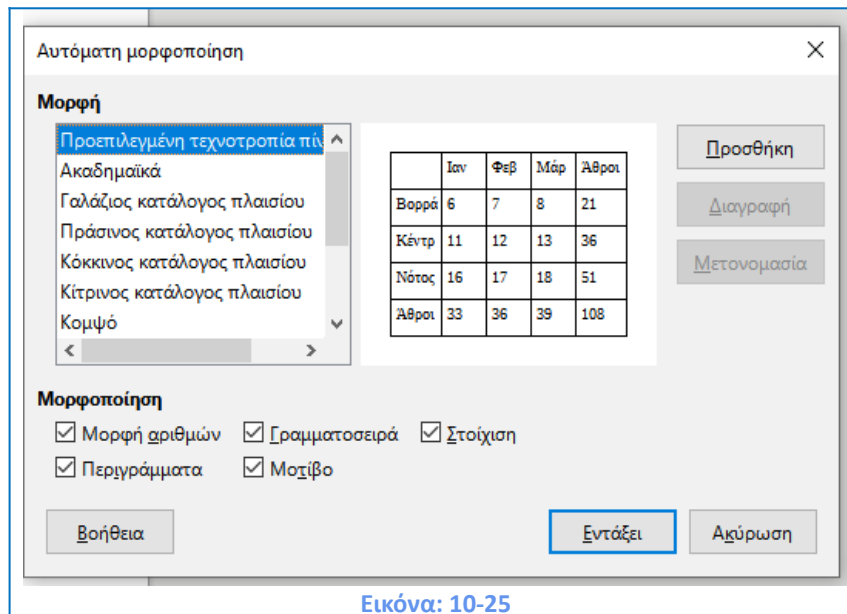 Αυτόματη μορφοποίηση
Μορφή
Προεπιλεγμένη τεχνοτροπία πίν
Ακαδημαϊκά
Γαλάζιος κατάλογος πλαισίου
Πράσινος κατάλογος πλαισίου
Κόκκινος κατάλογος πλαισίου
Κίτρινος κατάλογος πλαισίου
Κομψό
Ιαν Φεβ Μάρ Άθροι
Βορρά 6 7 8 21
Κέντρ 11 12 13 36
Νότος 16 17 18 51
Άθροι 33 36 39 108
Προσθήκη
Διαγραφή
Μετονομασία
Μορφοποίηση
Μορφή αριθμών Γραμματοσειρά Στοίχιση
Περιγράμματα Μοτίβο
Βοήθεια Εντάξει Ακύρωση
Εικόνα: 10-25